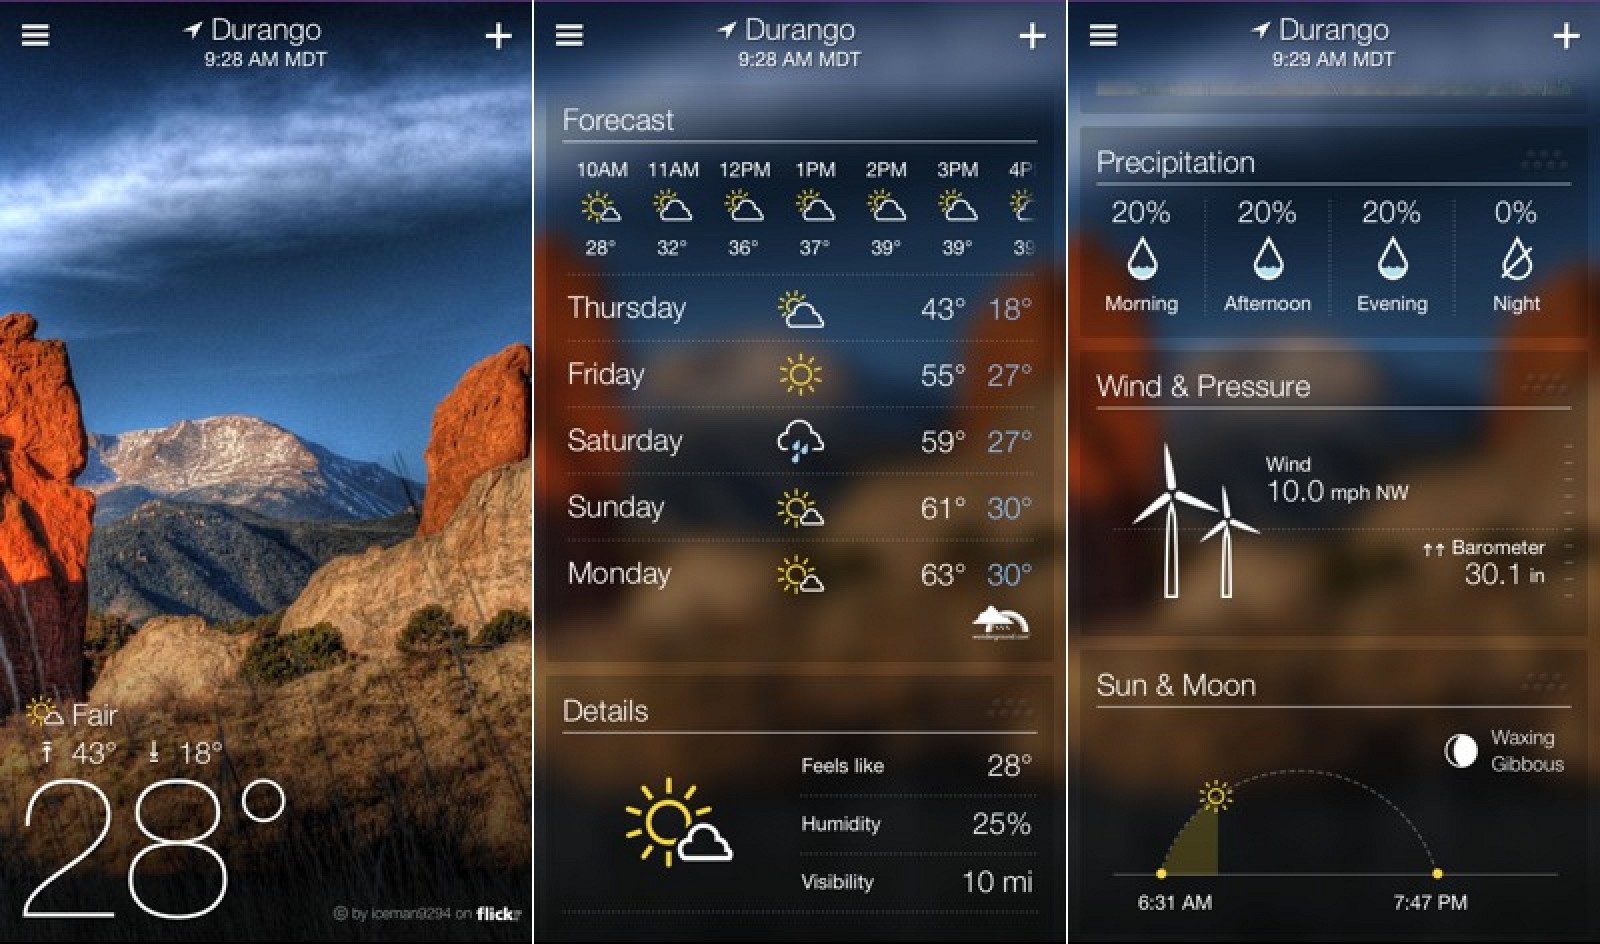 Durango
9:28 AM MDT
Fair
43° 18°
28°
© by iceman9294 on flickr
Durango
9:28 AM MDT
Forecast
10AM 11AM 12PM 1PM 2PM 3PM 4P
28° 32° 36° 37° 39° 39° 39
Thursday 43° 18°
Friday 55° 27°
Saturday 59° 27°
Sunday 61° 30°
Monday 63° 30°
wunderground.com
Details
Feels like 28°
Humidity 25%
Visibility 10 mi
Durango
9:29 AM MDT
Precipitation
20% 20% 20% 0%
Morning Afternoon Evening Night
Wind & Pressure
Wind
10.0 mph NW
Barometer
30.1 in
Sun & Moon
Waxing
Gibbous
6:31 AM 7:47 PM